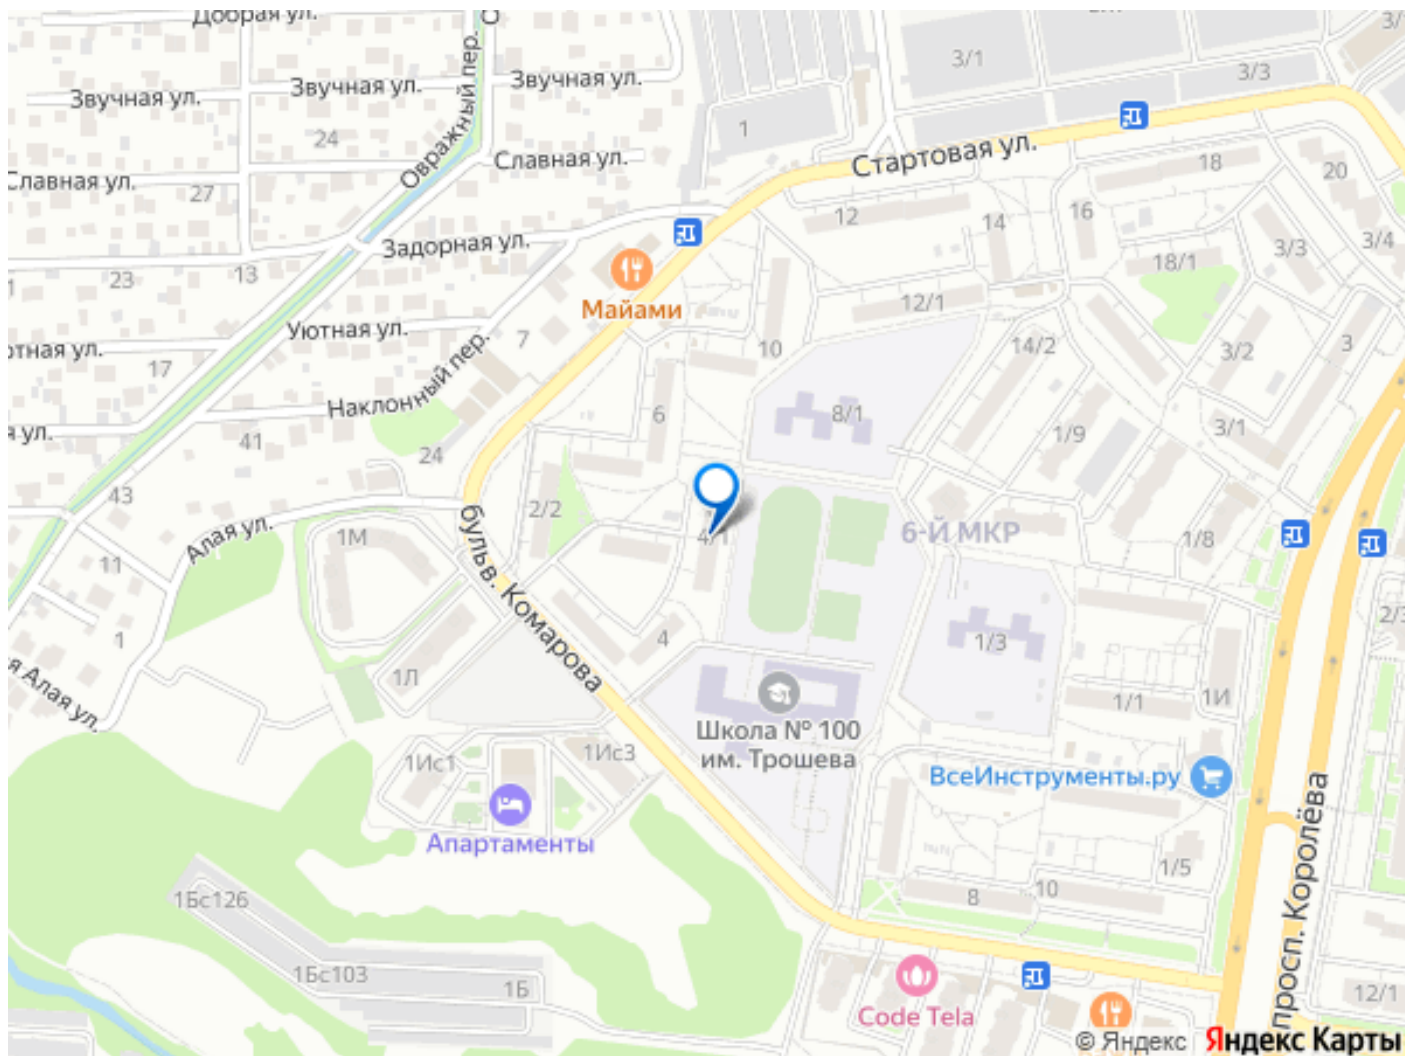 Добрая ул.
Звучная ул.
Звучная ул.
Звучная ул.
Овражный пер.
3/1
3/3
24
1
Славная ул.
Славная ул.
27
Стартовая ул.
18
20
12
14
16
3/3
3/4
Задорная ул.
23
13
18/1
Майами
12/1
Уютная ул.
7
10
14/2
3/2
3
17
Наклонный пер.
6
8/1
1/9
3/1
41
24
43
2/2
Алая ул.
1М
4/1
6-Й МКР
1/8
11
бульв. Комарова
2/3
1
4
1/3
1Л
Алая ул.
1/1
1И
Школа № 100
им. Трошева
1Ис1
1Ис3
ВсеИнструменты.ру
Апартаменты
1/5
просп. Королёва
1Бс126
8
10
1Бс103
1Б
Code Tela
12/1
© Яндекс Яндекс Карты